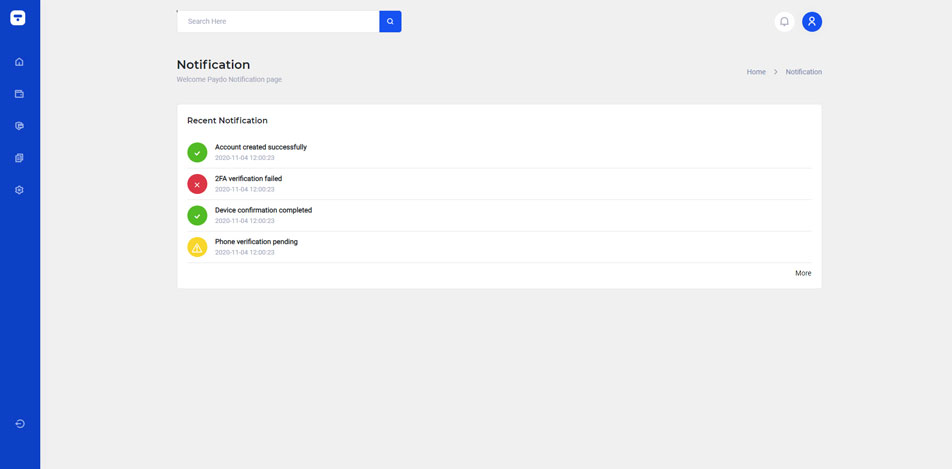 Search Here
Notification
Welcome Paydo Notification page
Home > Notification
Recent Notification
Account created successfully
2020-11-04 12:00:23
2FA verification failed
2020-11-04 12:00:23
Device confirmation completed
2020-11-04 12:00:23
Phone verification pending
2020-11-04 12:00:23
More